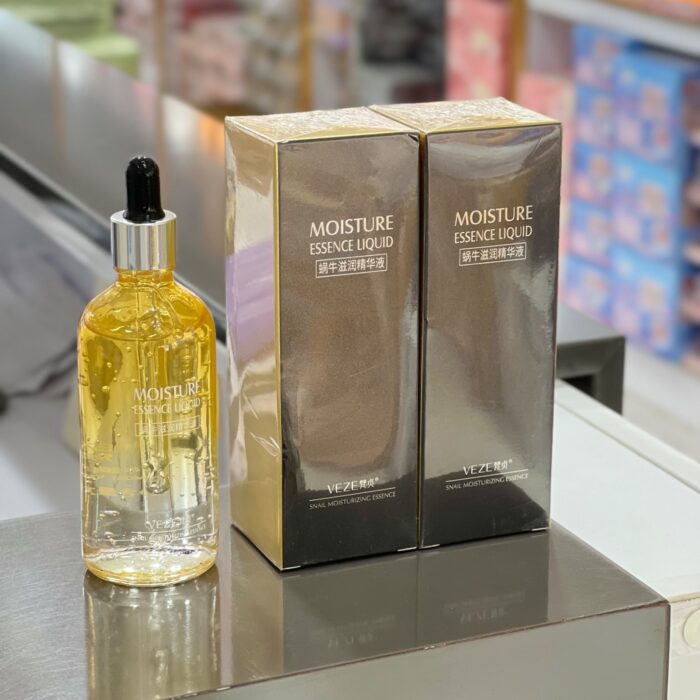 MOISTURE
ESSENCE LIQUID
VEZE
MOISTURE
ESSENCE LIQUID
蜗牛滋润精华液
VEZE梵贞®
SNAIL MOISTURIZING ESSENCE
MOISTURE
ESSENCE LIQUID
蜗牛滋润精华液
VEZE梵贞®
SNAIL MOISTURIZING ESSENCE